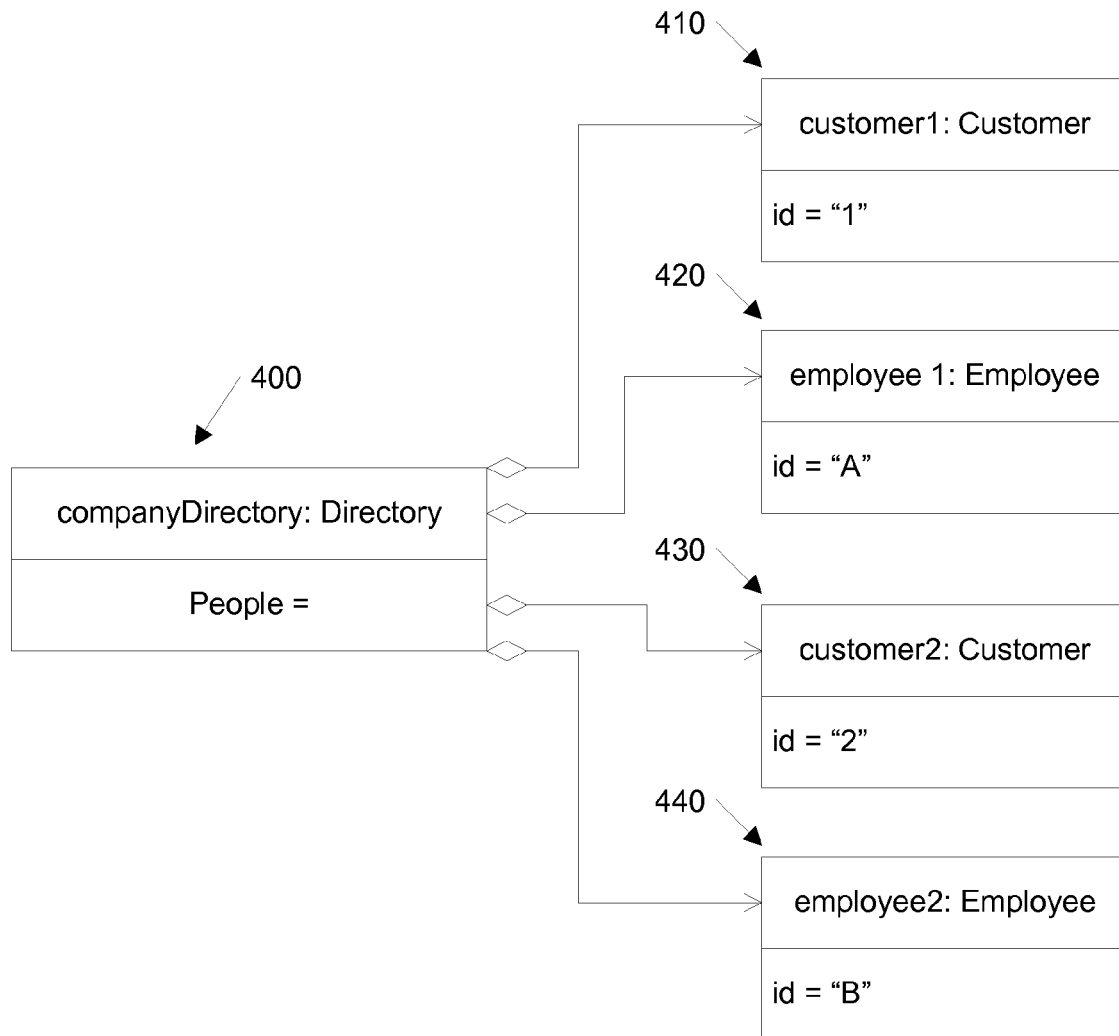 410
customer1: Customer
id = “1”
420
employee 1: Employee
id = “A”
400
companyDirectory: Directory
People =
430
customer2: Customer
id = “2”
440
employee2: Employee
id = “B”